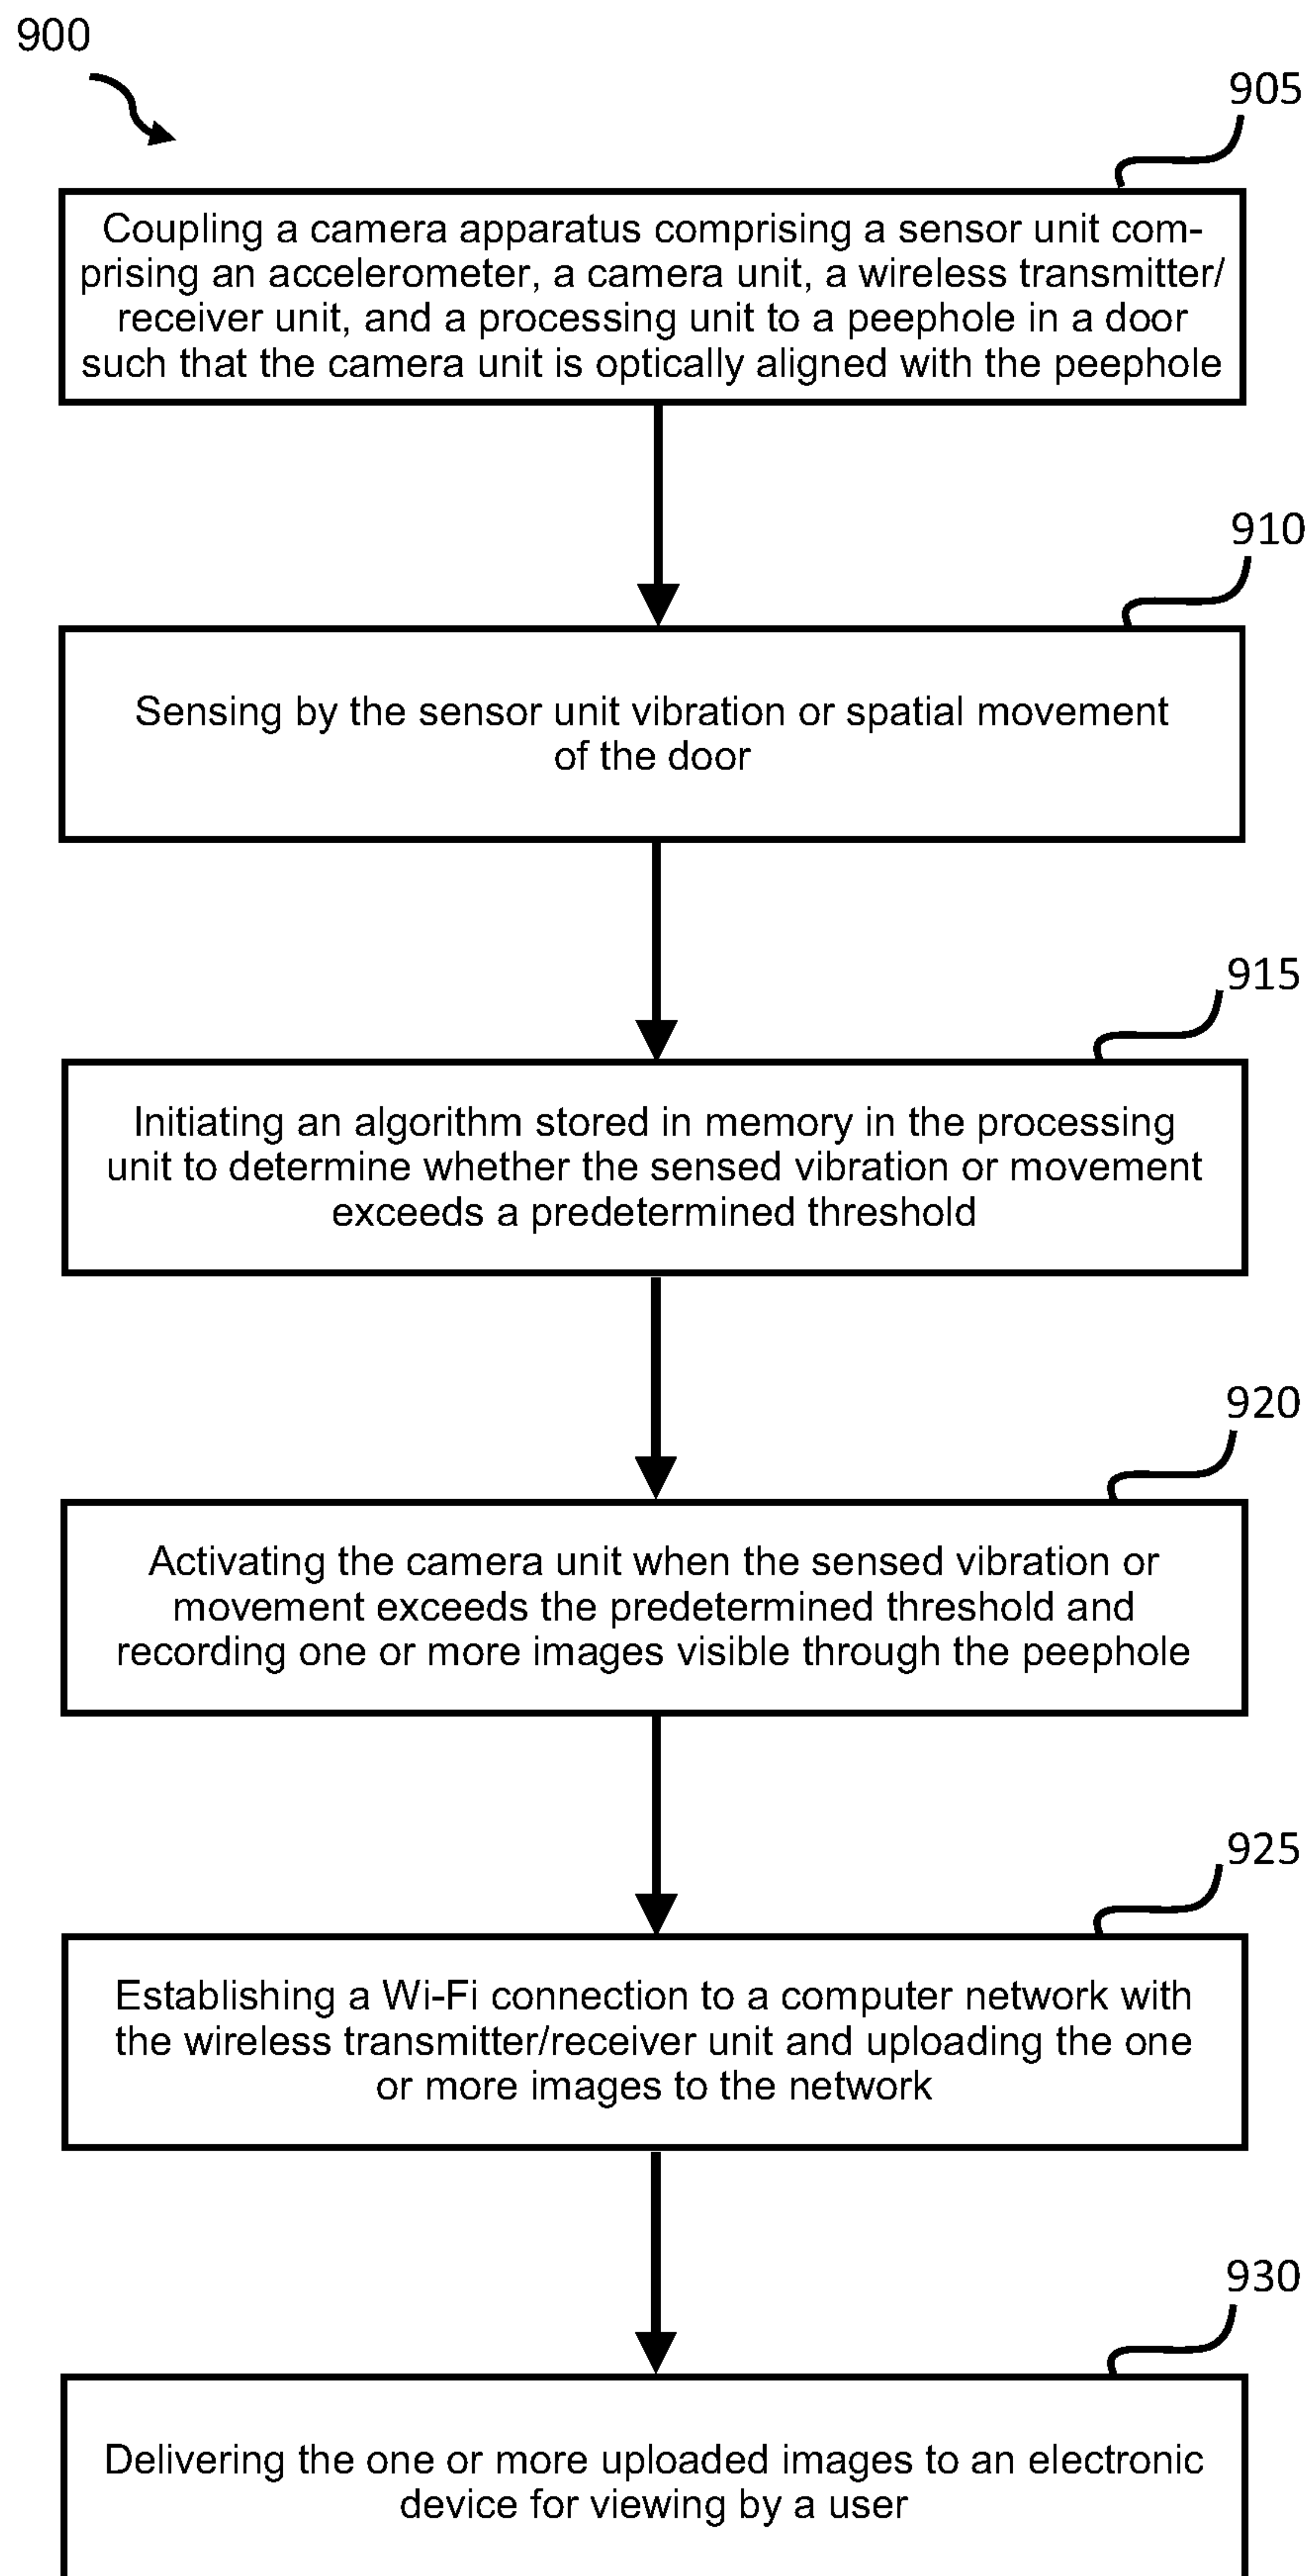 900
905
Coupling a camera apparatus comprising a sensor unit com-
prising an accelerometer, a camera unit, a wireless transmitter/
receiver unit, and a processing unit to a peephole in a door
such that the camera unit is optically aligned with the peephole
910
Sensing by the sensor unit vibration or spatial movement
of the door
915
Initiating an algorithm stored in memory in the processing
unit to determine whether the sensed vibration or movement
exceeds a predetermined threshold
920
Activating the camera unit when the sensed vibration or
movement exceeds the predetermined threshold and
recording one or more images visible through the peephole
925
Establishing a Wi-Fi connection to a computer network with
the wireless transmitter/receiver unit and uploading the one
or more images to the network
930
Delivering the one or more uploaded images to an electronic
device for viewing by a user